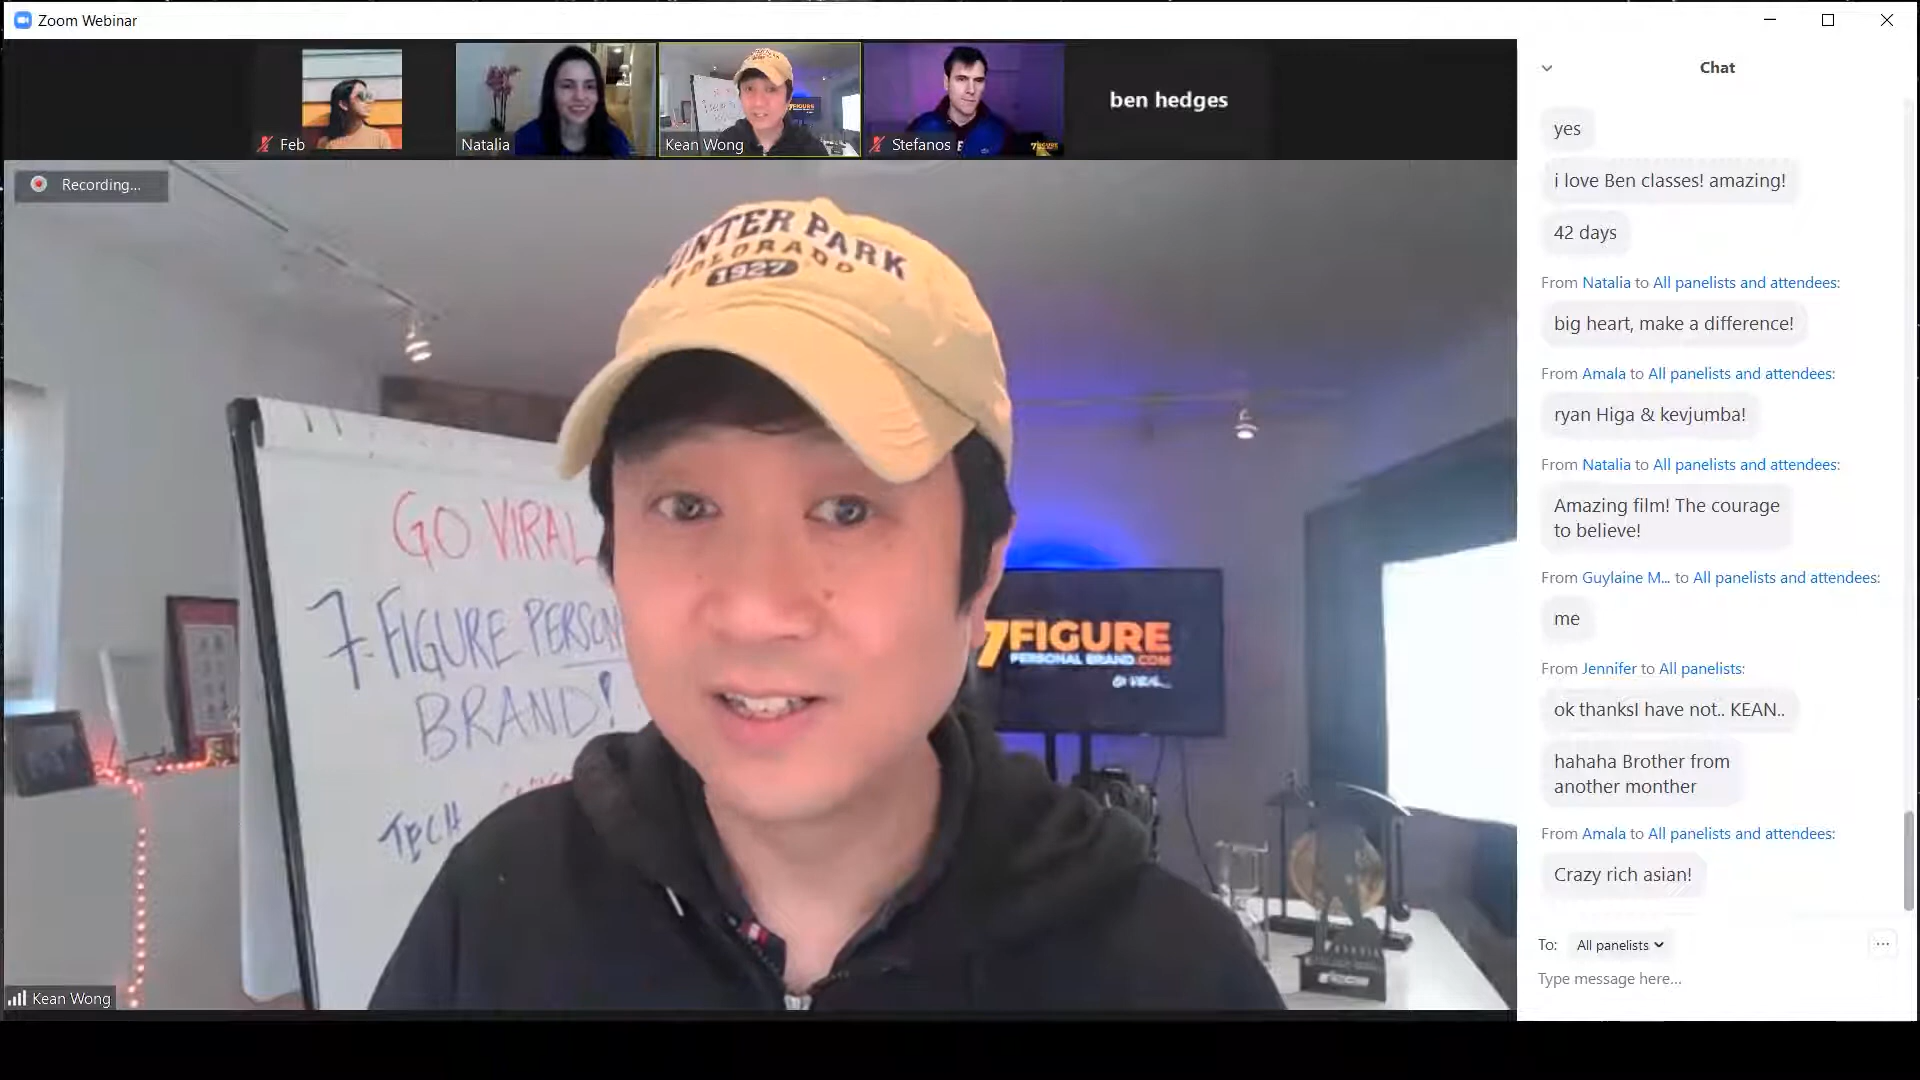 Zoom Webinar
Feb
Natalia
Kean Wong
Stefanos
7FIGURE
ben hedges
Recording...
WINTER PARK
COLORADO
1927
GO VIRAL
7-FIGURE PERSON
BRAND!
TECH
7FIGURE
PERSONAL BRAND.COM
GO VIRAL...
Kean Wong
Chat
yes
i love Ben classes! amazing!
42 days
From Natalia to All panelists and attendees:
big heart, make a difference!
From Amala to All panelists and attendees:
ryan Higa & kevjumba!
From Natalia to All panelists and attendees:
Amazing film! The courage
to believe!
From Guylaine M... to All panelists and attendees:
me
From Jennifer to All panelists:
ok thanksI have not.. KEAN..
hahaha Brother from
another monther
From Amala to All panelists and attendees:
Crazy rich asian!
To: All panelists
Type message here...